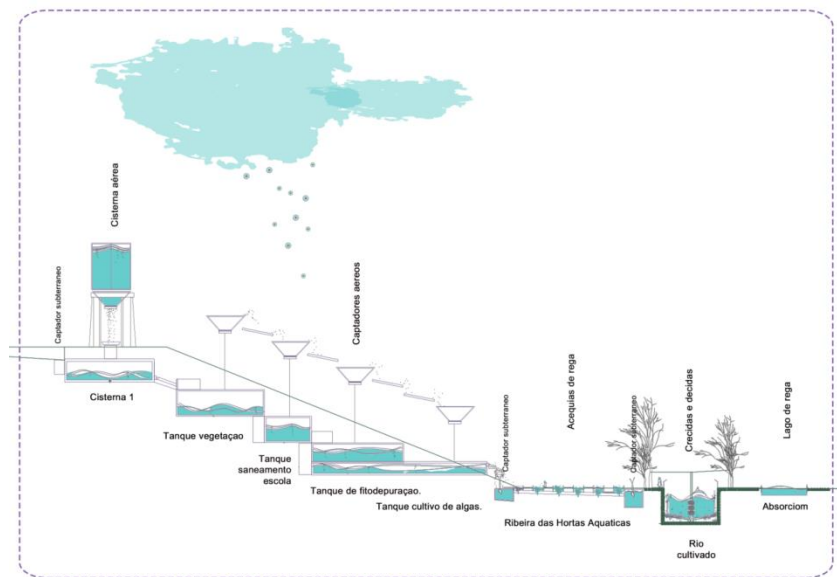 Cisterna aérea
Captador subterraneo
Captadores aereos
Cisterna 1
Tanque vegetaçao
Tanque
saneamento
escola
Tanque de fitodepuraçao.
Tanque cultivo de algas.
Captador subterraneo
Acequias de rega
Captador subterraneo
Crecidas e decidas
Lago de rega
Ribeira das Hortas Aquaticas
Rio
cultivado
Absorciom